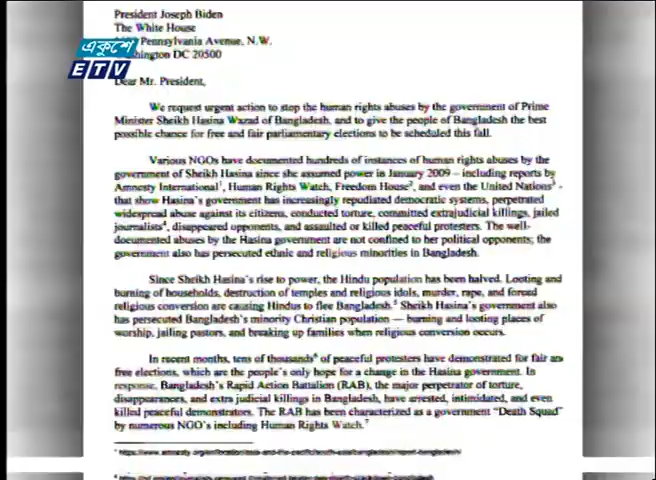 President Joseph Biden
The White House
Pennsylvania Avenue, N.W.
Washington DC 20500
একুশে
ETV
Dear Mr. President,
We request urgent action to stop the human rights abuses by the government of Prime
Minister Sheikh Hasina Wazad of Bangladesh, and to give the people of Bangladesh the best
possible chance for free and fair parliamentary elections to be scheduled this fall.
Various NGOs have documented hundreds of instances of human rights abuses by the
government of Sheikh Hasina since she assumed power in January 2009 – including reports by
Amnesty International¹, Human Rights Watch, Freedom House², and even the United Nations³ -
that show Hasina's government has increasingly repudiated democratic systems, perpetrated
widespread abuse against its citizens, conducted torture, committed extrajudicial killings, jailed
journalists⁴, disappeared opponents, and assaulted or killed peaceful protesters. The well-
documented abuses by the Hasina government are not confined to her political opponents; the
government also has persecuted ethnic and religious minorities in Bangladesh.
Since Sheikh Hasina's rise to power, the Hindu population has been halved. Looting and
burning of households, destruction of temples and religious idols, murder, rape, and forced
religious conversion are causing Hindus to flee Bangladesh.⁵ Sheikh Hasina's government also
has persecuted Bangladesh's minority Christian population — burning and looting places of
worship, jailing pastors, and breaking up families when religious conversion occurs.
In recent months, tens of thousands⁶ of peaceful protesters have demonstrated for fair an
free elections, which are the people's only hope for a change in the Hasina government. In
response, Bangladesh's Rapid Action Battalion (RAB), the major perpetrator of torture,
disappearances, and extra judicial killings in Bangladesh, have arrested, intimidated, and even
killed peaceful demonstrators. The RAB has been characterized as a government "Death Squad"
by numerous NGO's including Human Rights Watch.⁷